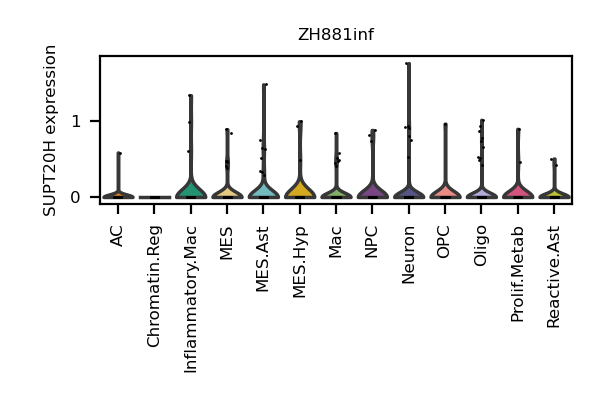 ZH881inf
SUPT20H expression
1
0
AC
Chromatin.Reg
Inflammatory.Mac
MES
MES.Ast
MES.Hyp
Mac
NPC
Neuron
OPC
Oligo
Prolif.Metab
Reactive.Ast